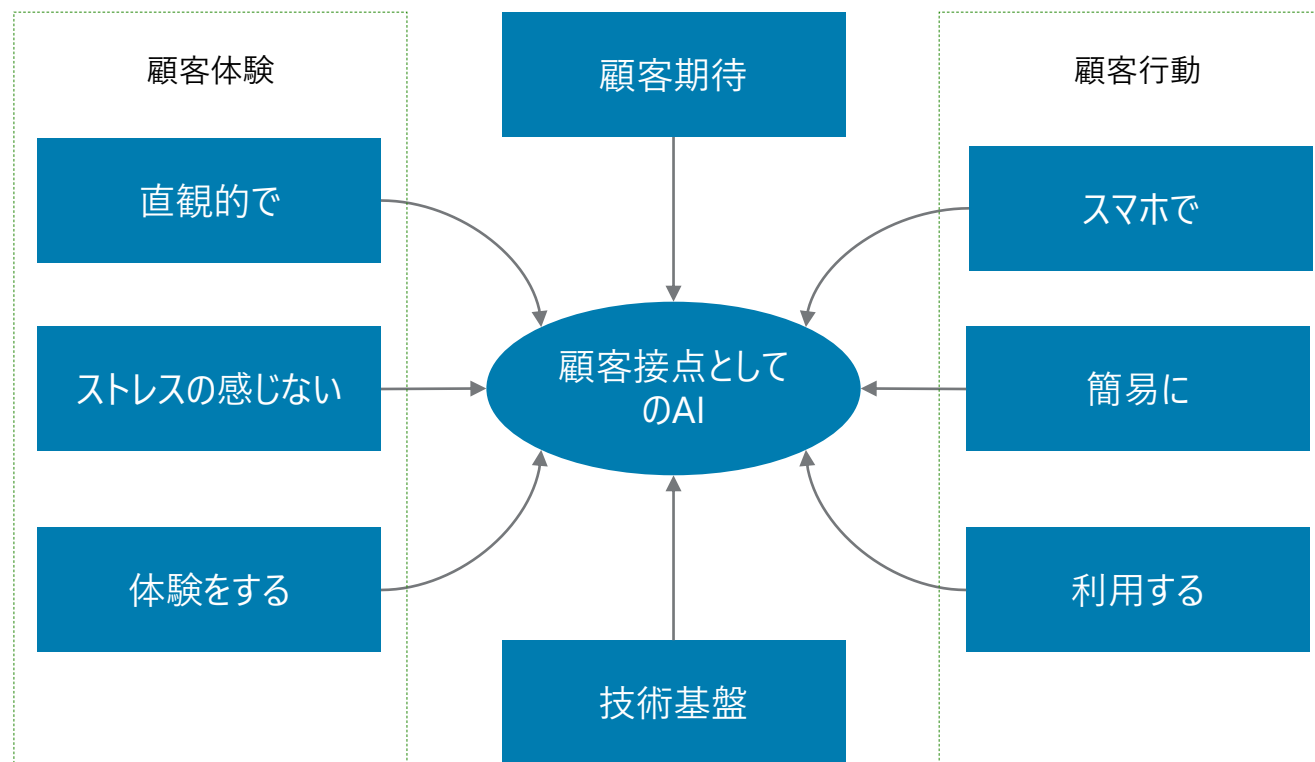 顧客体験
直観的で
ストレスの感じない
体験をする
顧客期待
顧客接点として
のAI
技術基盤
顧客行動
スマホで
簡易に
利用する